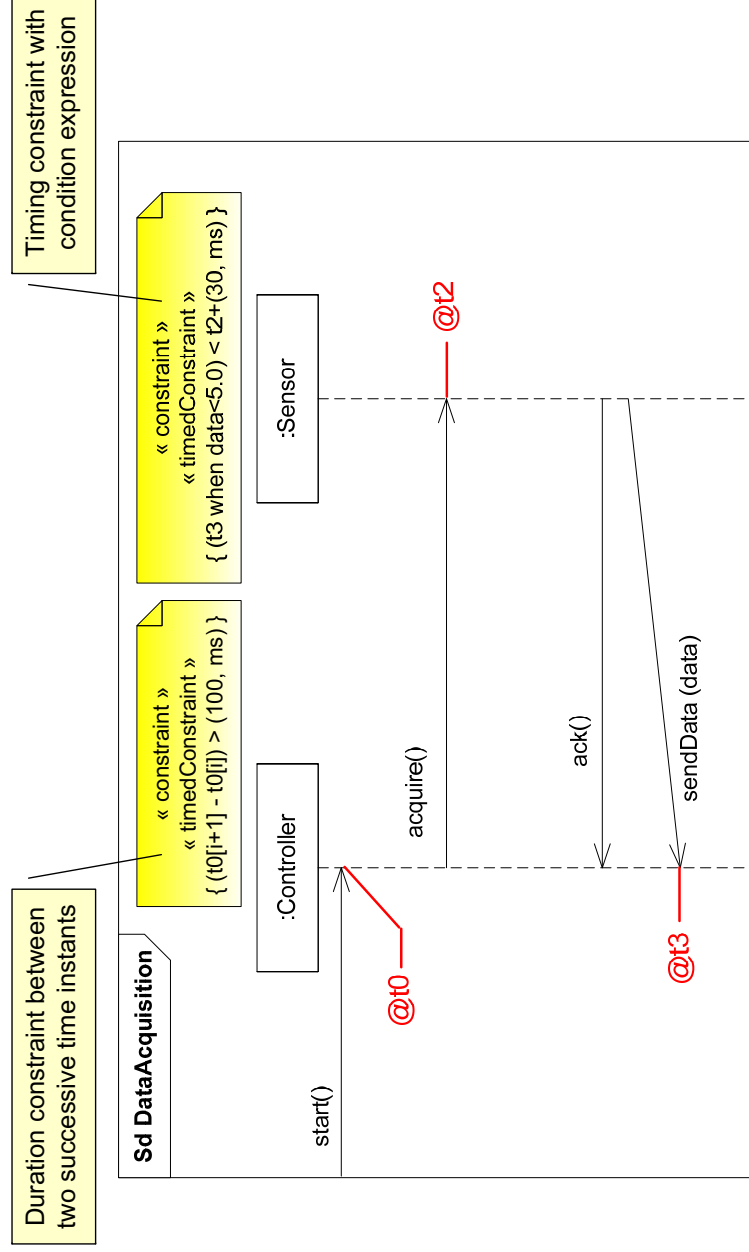 Duration constraint between
two successive time instants
Timing constraint with
condition expression
Sd DataAcquisition
« constraint »
« timedConstraint »
{ (t0[i+1] - t0[i]) > (100, ms) }
« constraint »
« timedConstraint »
{ (t3 when data<5.0) < t2+(30, ms) }
:Controller
:Sensor
start()
@t0
acquire()
@t2
ack()
sendData (data)
@t3